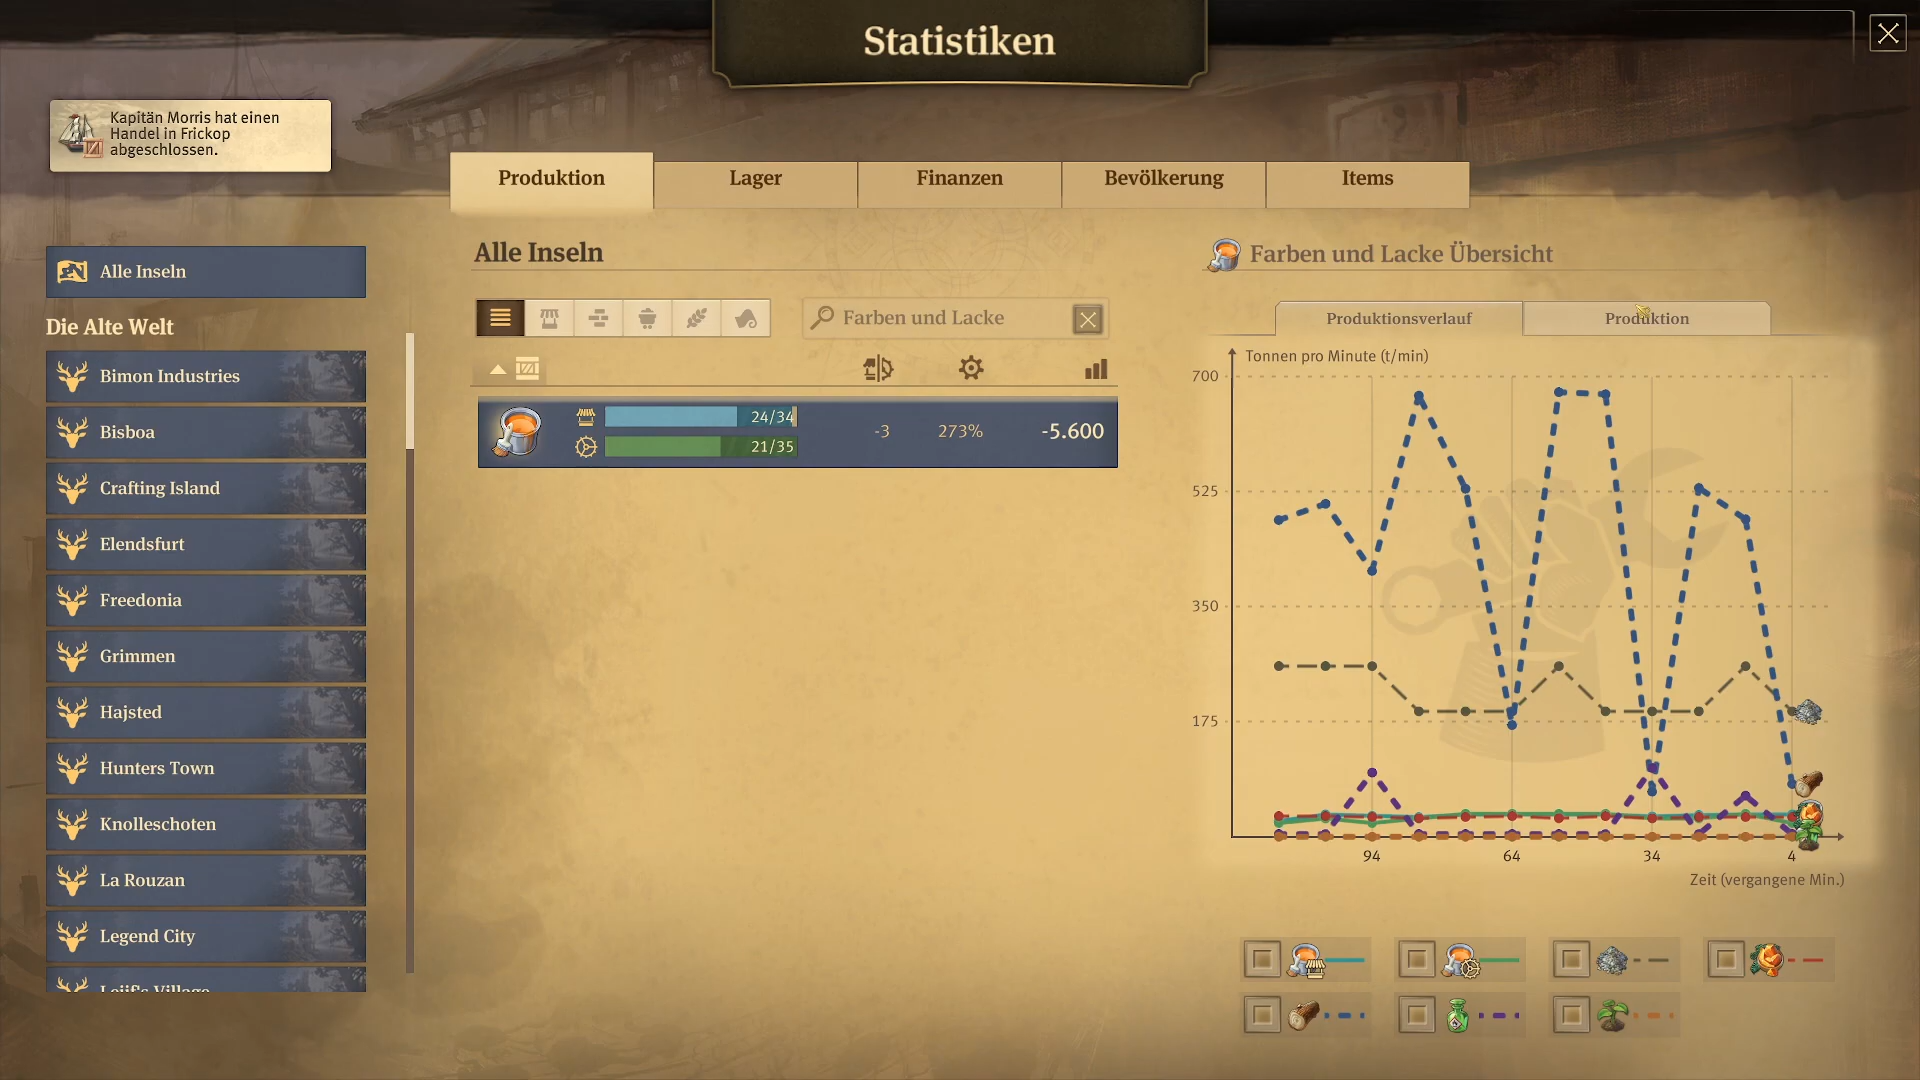 Statistiken
Kapitän Morris hat einen
Handel in Frickop
abgeschlossen.
Produktion
Lager
Finanzen
Bevölkerung
Items
Alle Inseln
Die Alte Welt
Bimon Industries
Bisboa
Crafting Island
Elendsfurt
Freedonia
Grimmen
Hajsted
Hunters Town
Knolleschoten
La Rouzan
Legend City
Alle Inseln
Farben und Lacke
24/34
21/35
-3
273%
-5.600
Farben und Lacke Übersicht
Produktionsverlauf
Produktion
Tonnen pro Minute (t/min)
700
525
350
175
94
64
34
4
Zeit (vergangene Min.)